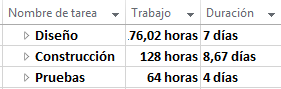 Nombre de tarea Trabajo Duración
Diseño 76,02 horas 7 días
Construcción 128 horas 8,67 días
Pruebas 64 horas 4 días